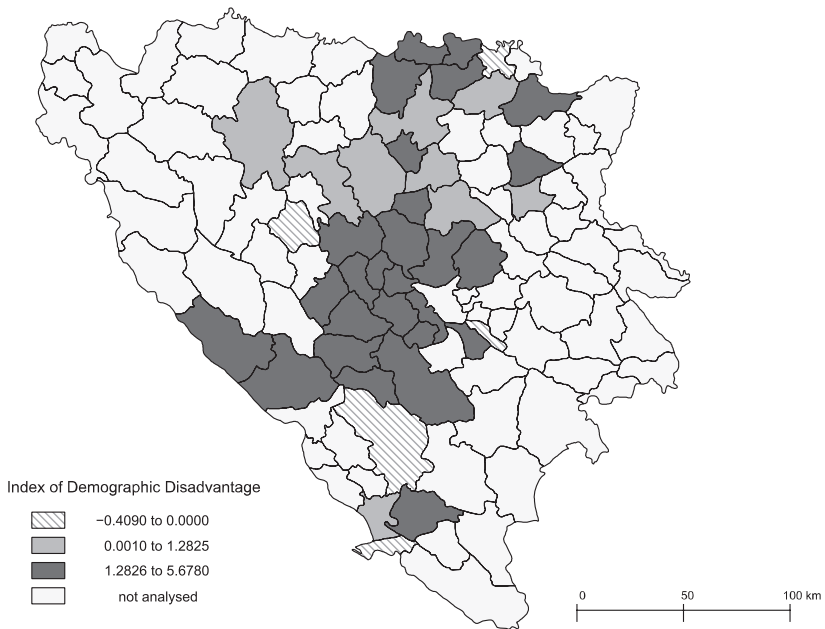 Index of Demographic Disadvantage
−0.4090 to 0.0000
0.0010 to 1.2825
1.2826 to 5.6780
not analysed
0 50 100 km